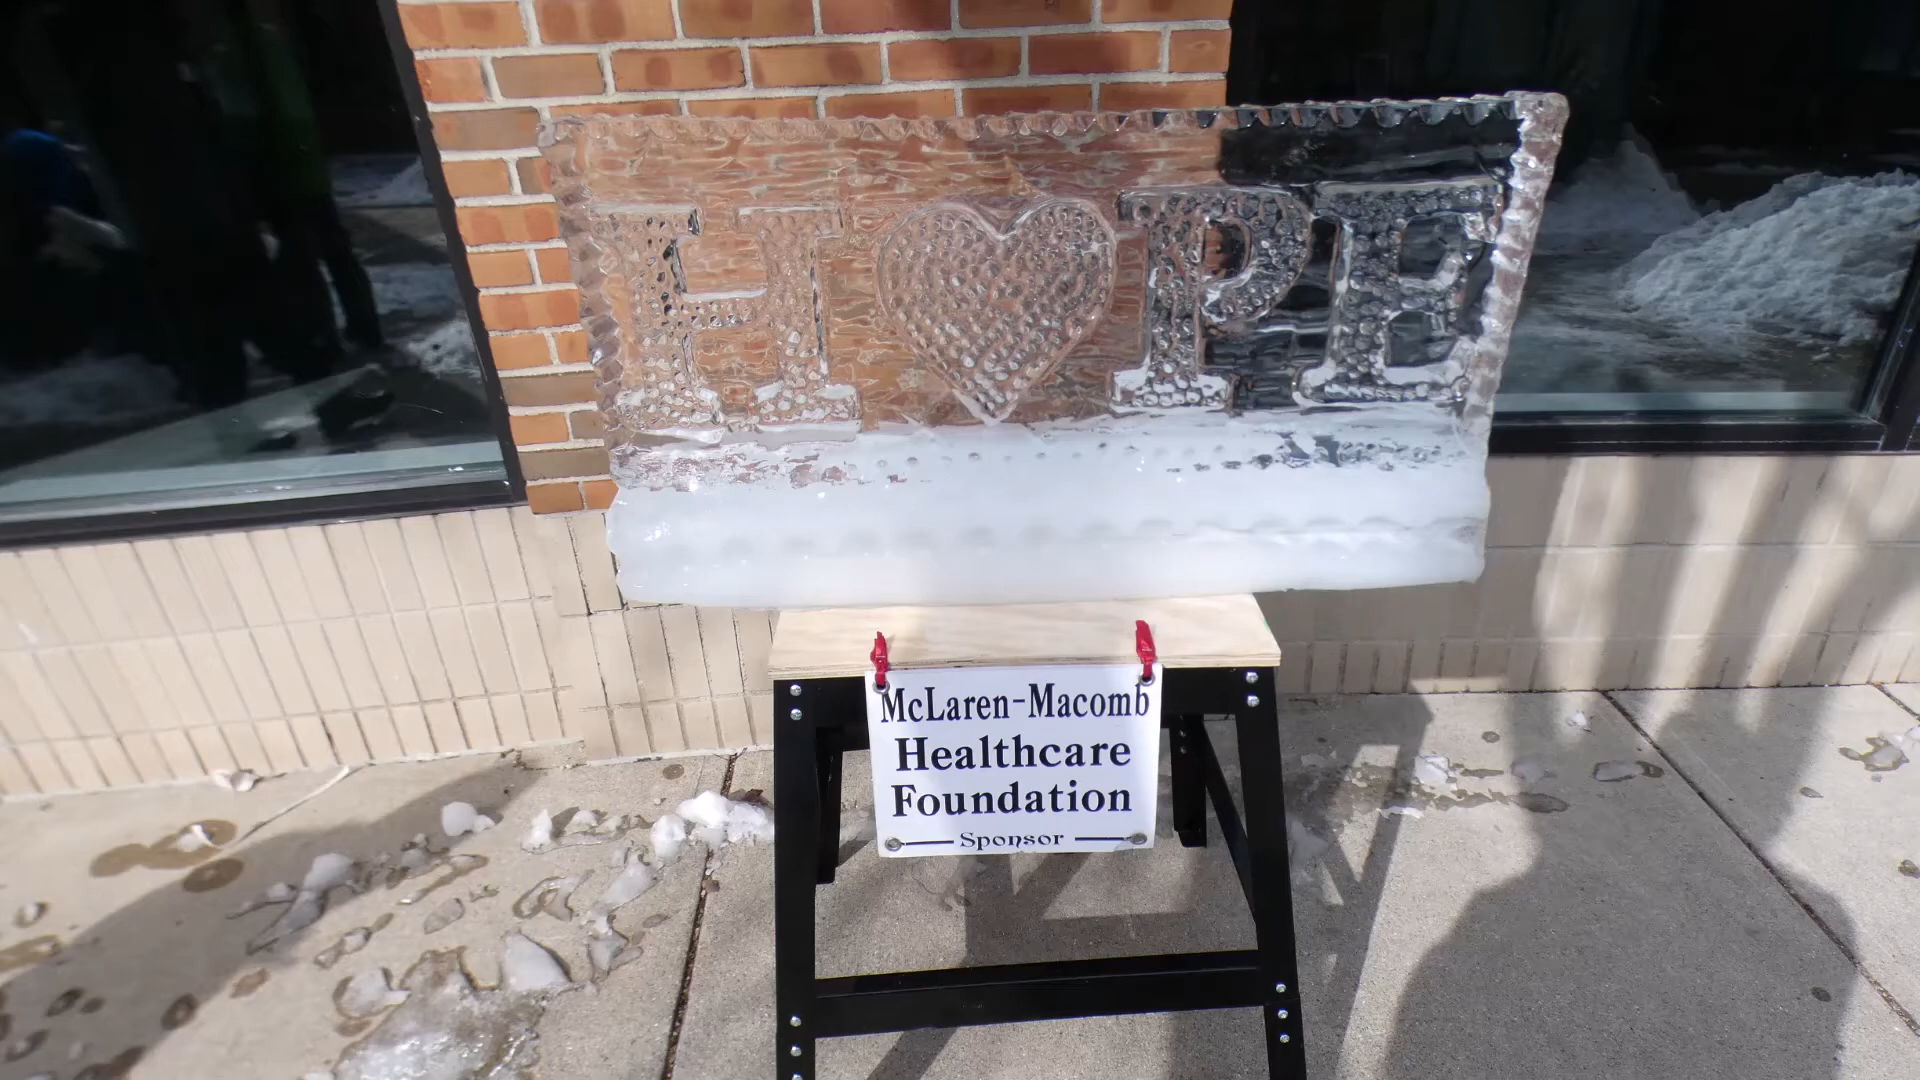 H♥PE
McLaren-Macomb
Healthcare
Foundation
Sponsor